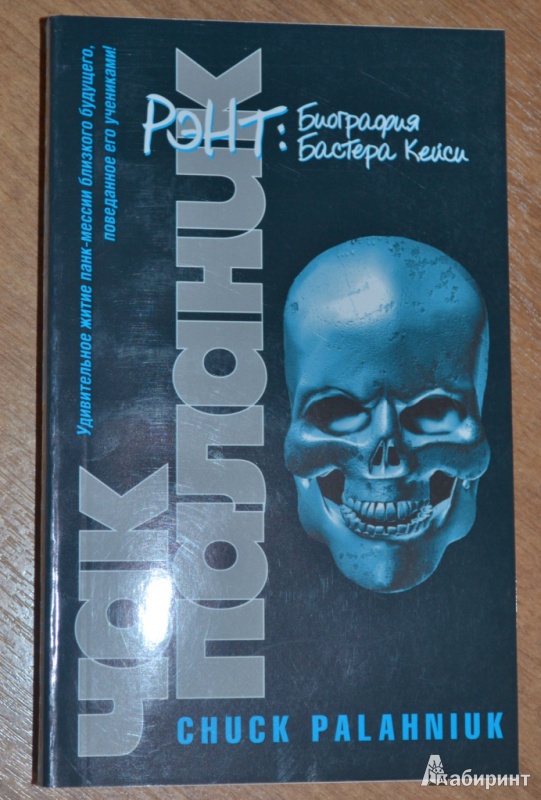 Удивительное житие панк-мессии близкого будущего,
поведанное его учениками!
Чак
Паланик
Рэнт:
Биография
Бастера Кейси
CHUCK PALAHNIUK
Лабиринт